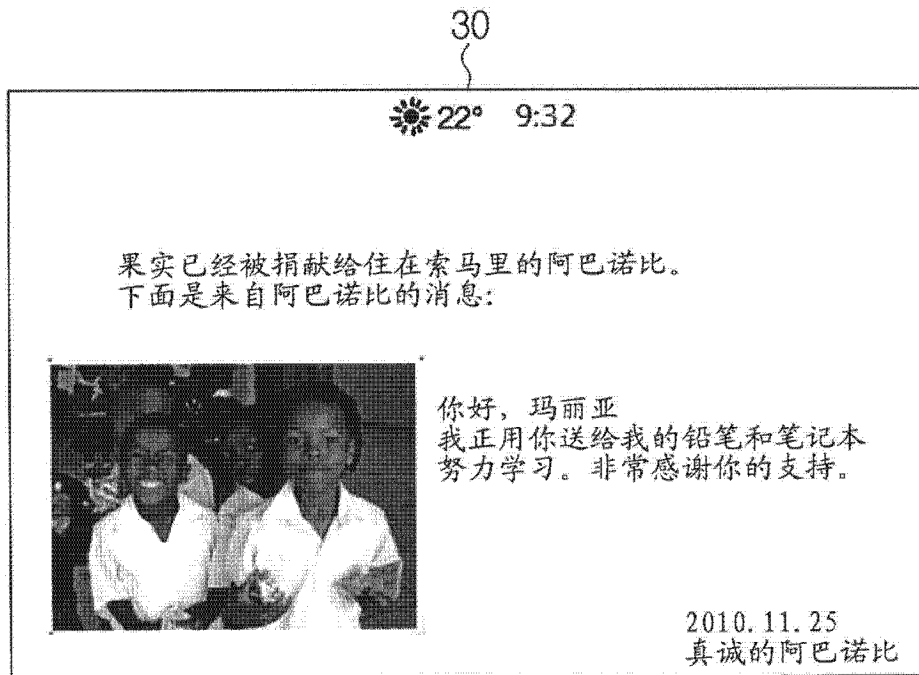 30
22° 9:32
果实已经被捐献给住在索马里的阿巴诺比。
下面是来自阿巴诺比的消息:
你好，玛丽亚
我正用你送给我的铅笔和笔记本
努力学习。非常感谢你的支持。
2010.11.25
真诚的阿巴诺比